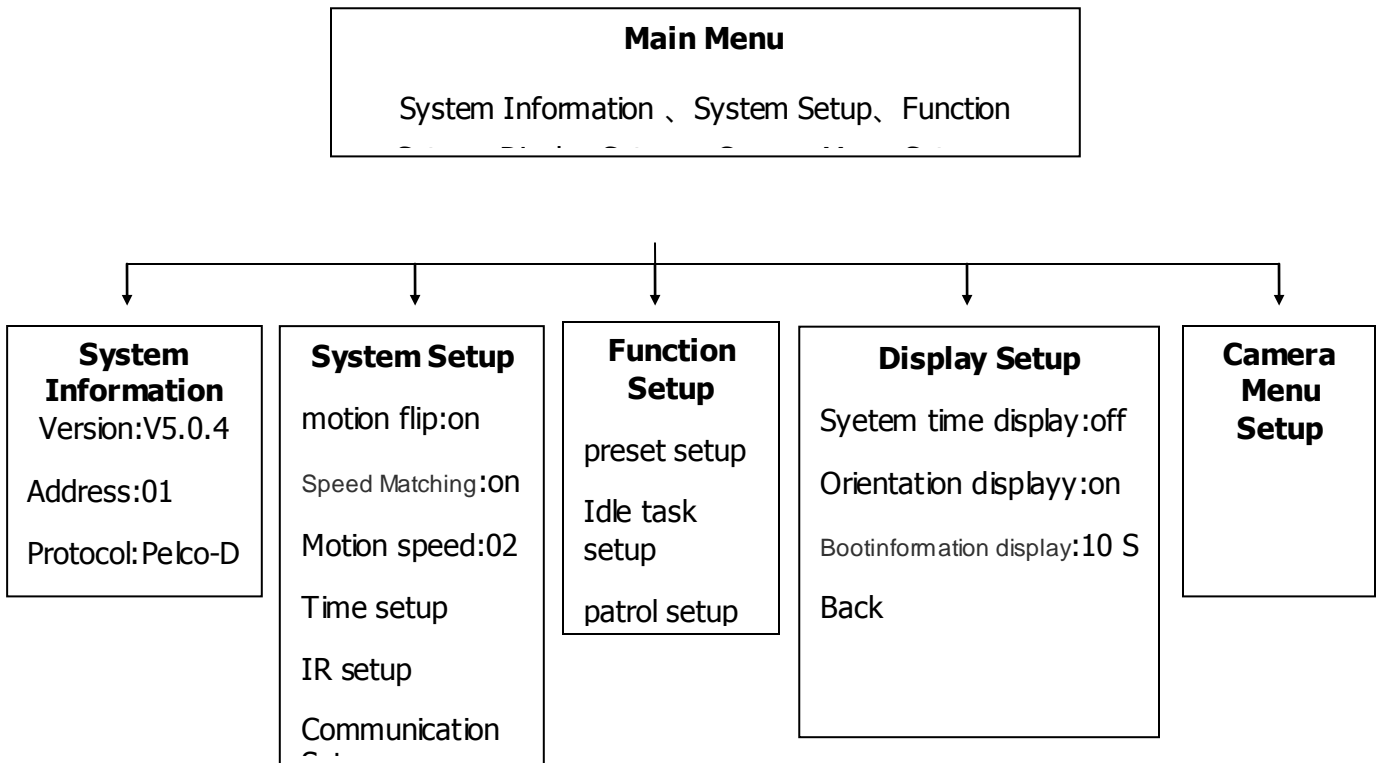 Main Menu
System Information 、System Setup、Function
System
Information
Version:V5.0.4
Address:01
Protocol:Pelco-D
System Setup
motion flip:on
Speed Matching:on
Motion speed:02
Time setup
IR setup
Communication
Function
Setup
preset setup
Idle task
setup
patrol setup
Display Setup
Syetem time display:off
Orientation displayy:on
Bootinformation display:10 S
Back
Camera
Menu
Setup